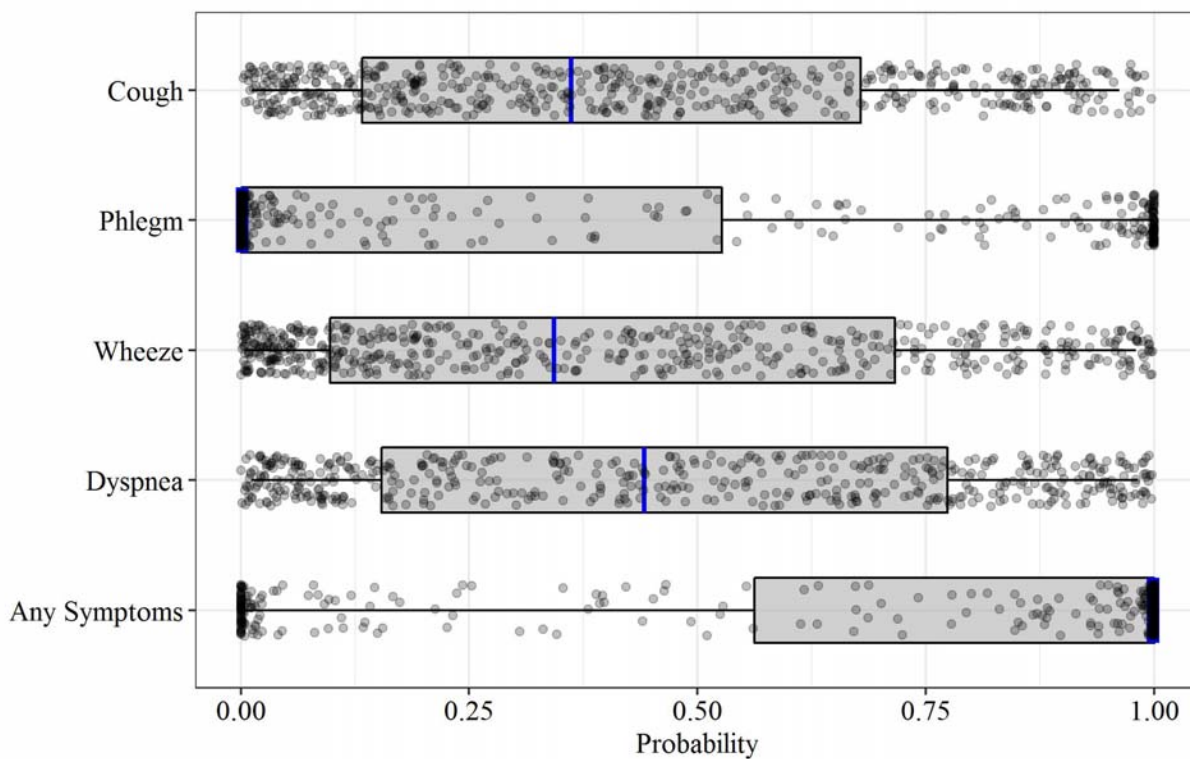 Cough
Phlegm
Wheeze
Dyspnea
Any Symptoms
0.00 0.25 0.50 0.75 1.00
Probability